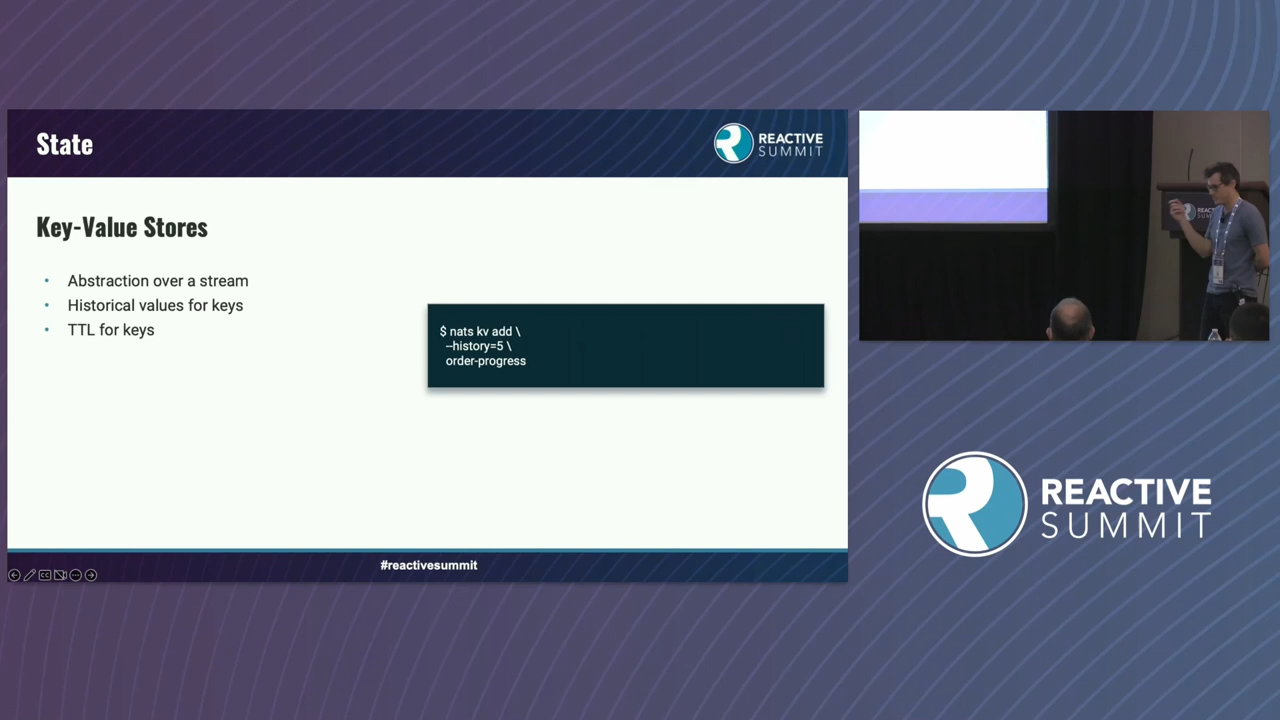 State
REACTIVE
SUMMIT
Key-Value Stores
• Abstraction over a stream
• Historical values for keys
• TTL for keys
$ nats kv add \
--history=5 \
order-progress
#reactivesummit
REACTIVE
SUMMIT